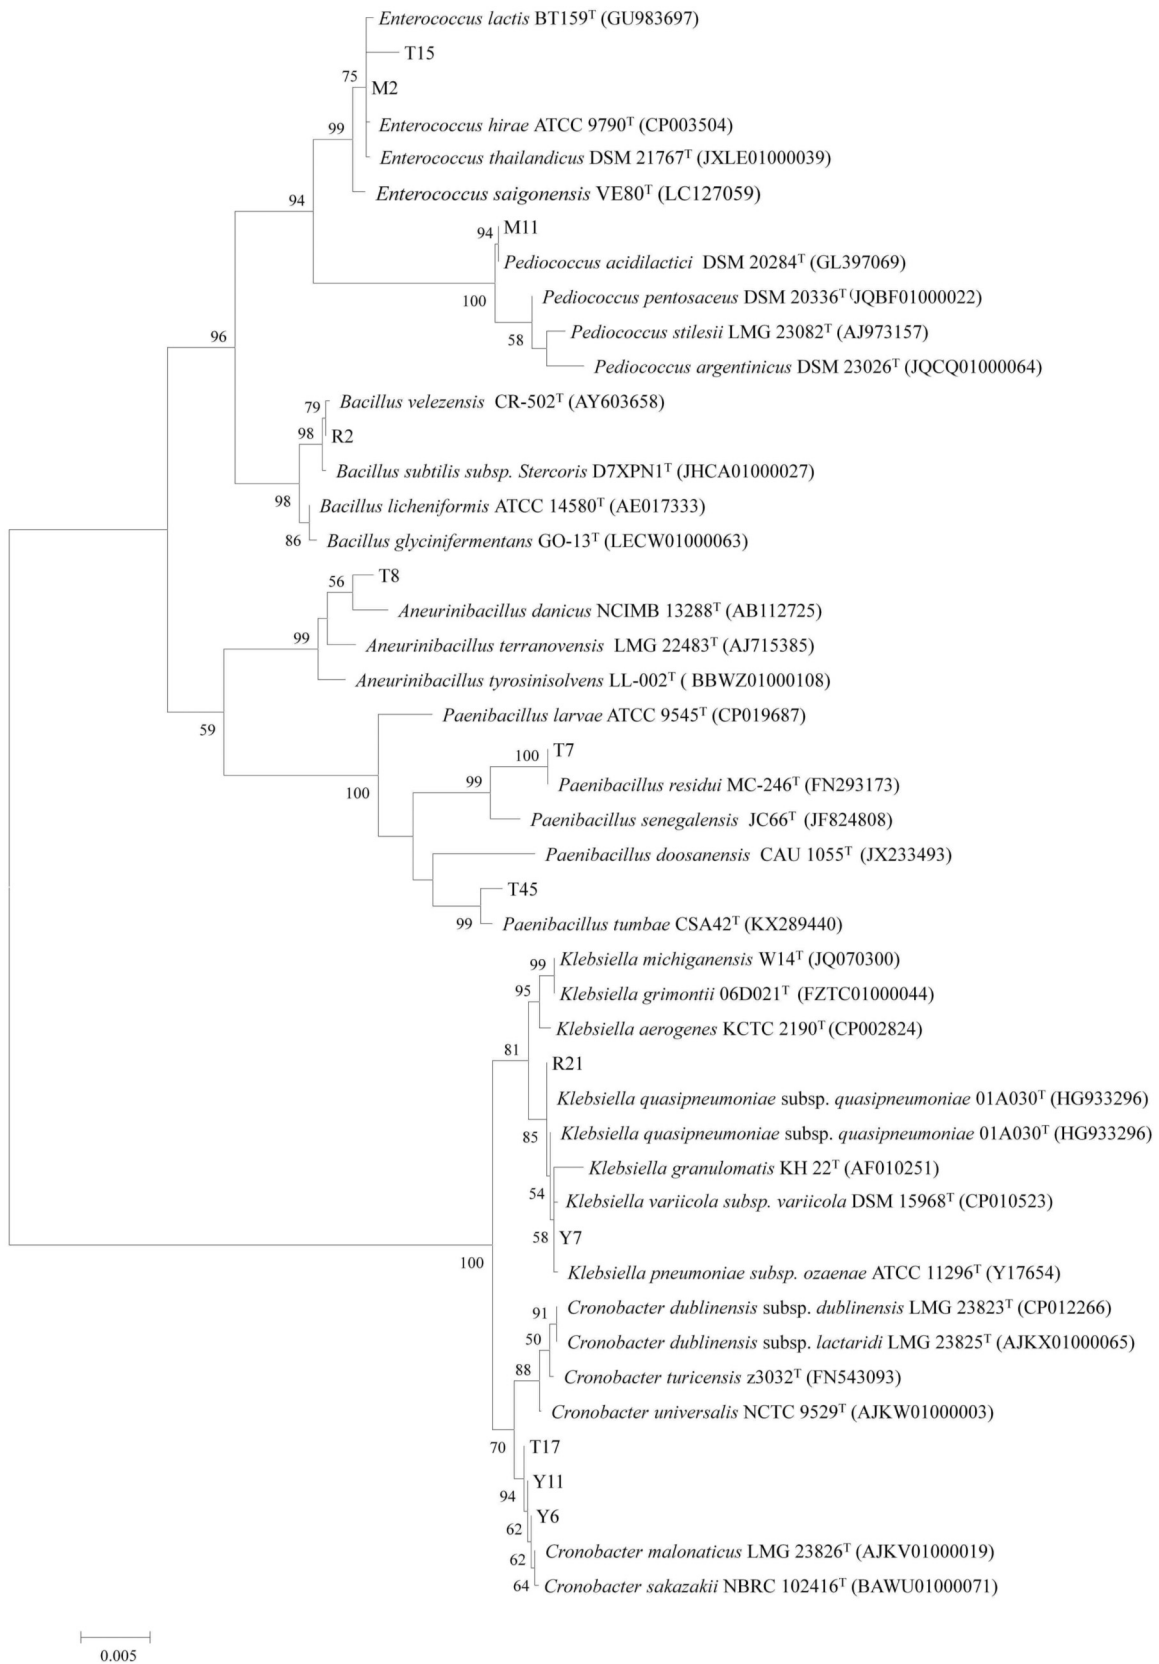 Enterococcus lactis BT159ᵀ (GU983697)
T15
75
M2
99
Enterococcus hirae ATCC 9790ᵀ (CP003504)
Enterococcus thailandicus DSM 21767ᵀ (JXLE01000039)
94
Enterococcus saigonensis VE80ᵀ (LC127059)
94
M11
Pediococcus acidilactici DSM 20284ᵀ (GL397069)
100
Pediococcus pentosaceus DSM 20336ᵀ (JQBF01000022)
58
Pediococcus stilesii LMG 23082ᵀ (AJ973157)
96
Pediococcus argentinicus DSM 23026ᵀ (JQCQ01000064)
79
Bacillus velezensis CR-502ᵀ (AY603658)
98
R2
Bacillus subtilis subsp. Stercoris D7XPN1ᵀ (JHCA01000027)
98
Bacillus licheniformis ATCC 14580ᵀ (AE017333)
86
Bacillus glycinifermentans GO-13ᵀ (LECW01000063)
56
T8
Aneurinibacillus danicus NCIMB 13288ᵀ (AB112725)
99
Aneurinibacillus terranovensis LMG 22483ᵀ (AJ715385)
Aneurinibacillus tyrosinisolvens LL-002ᵀ ( BBWZ01000108)
59
Paenibacillus larvae ATCC 9545ᵀ (CP019687)
100
T7
99
Paenibacillus residui MC-246ᵀ (FN293173)
100
Paenibacillus senegalensis JC66ᵀ (JF824808)
Paenibacillus doosanensis CAU 1055ᵀ (JX233493)
T45
99
Paenibacillus tumbae CSA42ᵀ (KX289440)
99
Klebsiella michiganensis W14ᵀ (JQ070300)
95
Klebsiella grimontii 06D021ᵀ (FZTC01000044)
Klebsiella aerogenes KCTC 2190ᵀ (CP002824)
81
R21
Klebsiella quasipneumoniae subsp. quasipneumoniae 01A030ᵀ (HG933296)
85
Klebsiella quasipneumoniae subsp. quasipneumoniae 01A030ᵀ (HG933296)
Klebsiella granulomatis KH 22ᵀ (AF010251)
54
Klebsiella variicola subsp. variicola DSM 15968ᵀ (CP010523)
58
Y7
100
Klebsiella pneumoniae subsp. ozaenae ATCC 11296ᵀ (Y17654)
91
Cronobacter dublinensis subsp. dublinensis LMG 23823ᵀ (CP012266)
50
Cronobacter dublinensis subsp. lactaridi LMG 23825ᵀ (AJKX01000065)
88
Cronobacter turicensis z3032ᵀ (FN543093)
Cronobacter universalis NCTC 9529ᵀ (AJKW01000003)
70
T17
Y11
94
Y6
62
Cronobacter malonaticus LMG 23826ᵀ (AJKV01000019)
62
64
Cronobacter sakazakii NBRC 102416ᵀ (BAWU01000071)
0.005